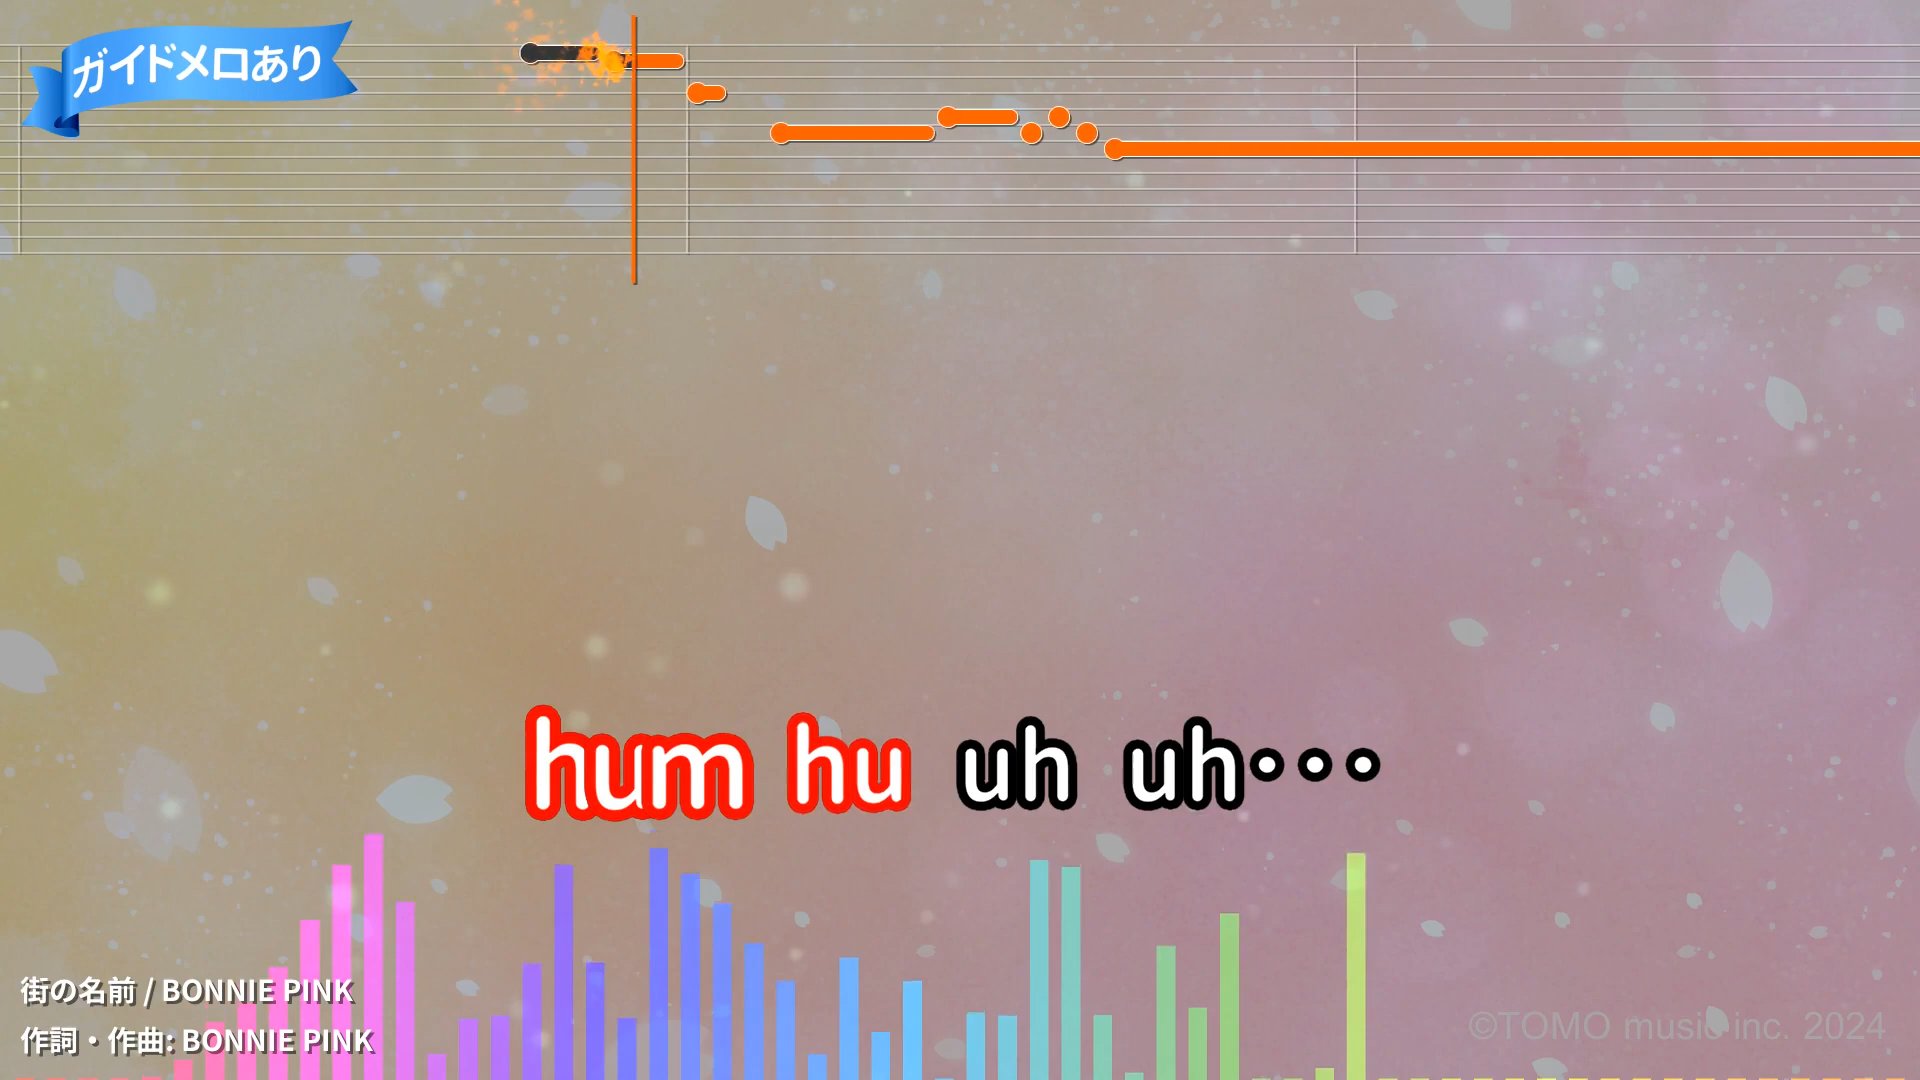 ガイドメロあり
hum hu uh uh･･･
街の名前 / BONNIE PINK
作詞・作曲: BONNIE PINK
©TOMO music inc. 2024